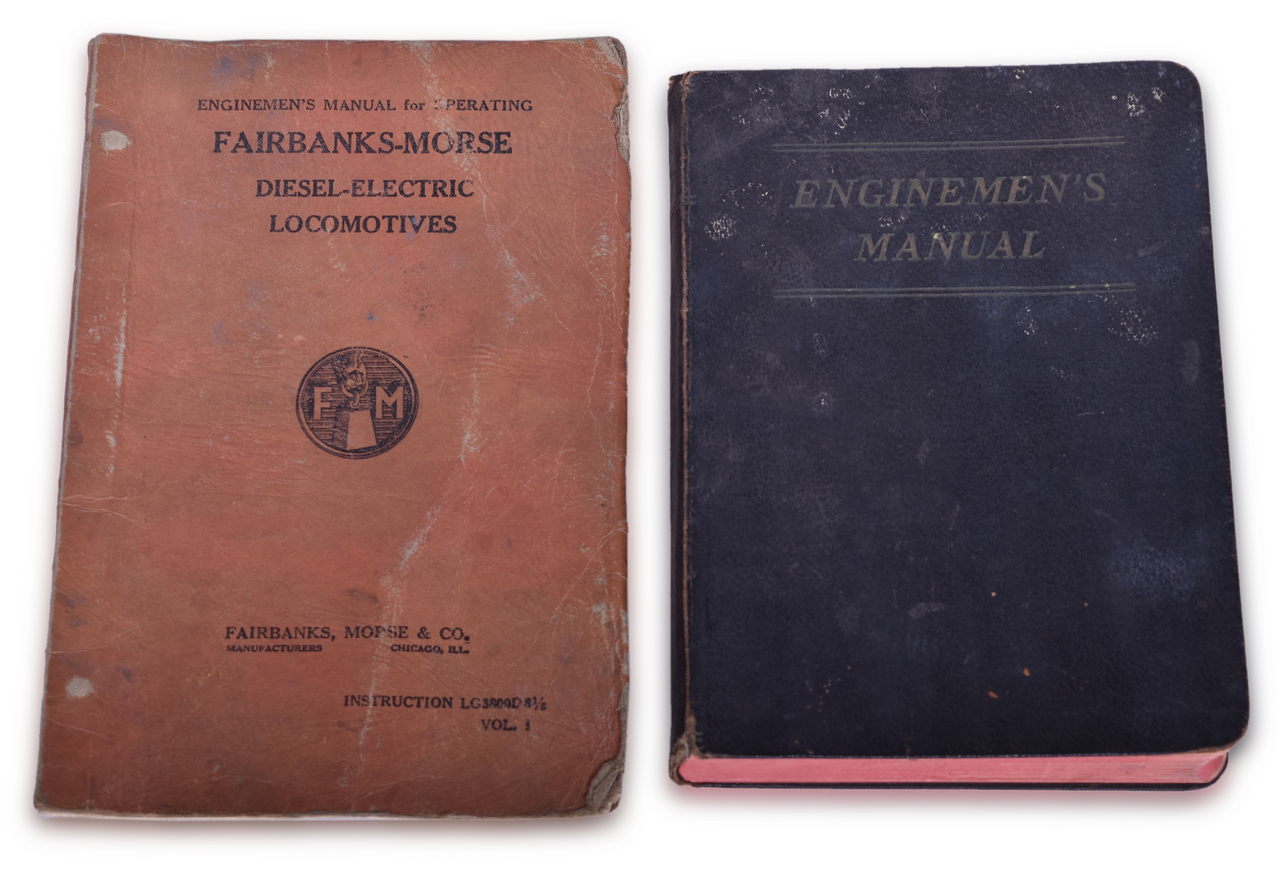 ENGINEMEN'S MANUAL for OPERATING
FAIRBANKS-MORSE
DIESEL-ELECTRIC
LOCOMOTIVES
F M
FAIRBANKS, MORSE & CO.
MANUFACTURERS CHICAGO, ILL.
INSTRUCTION
VOL. 1
ENGINEMEN'S
MANUAL